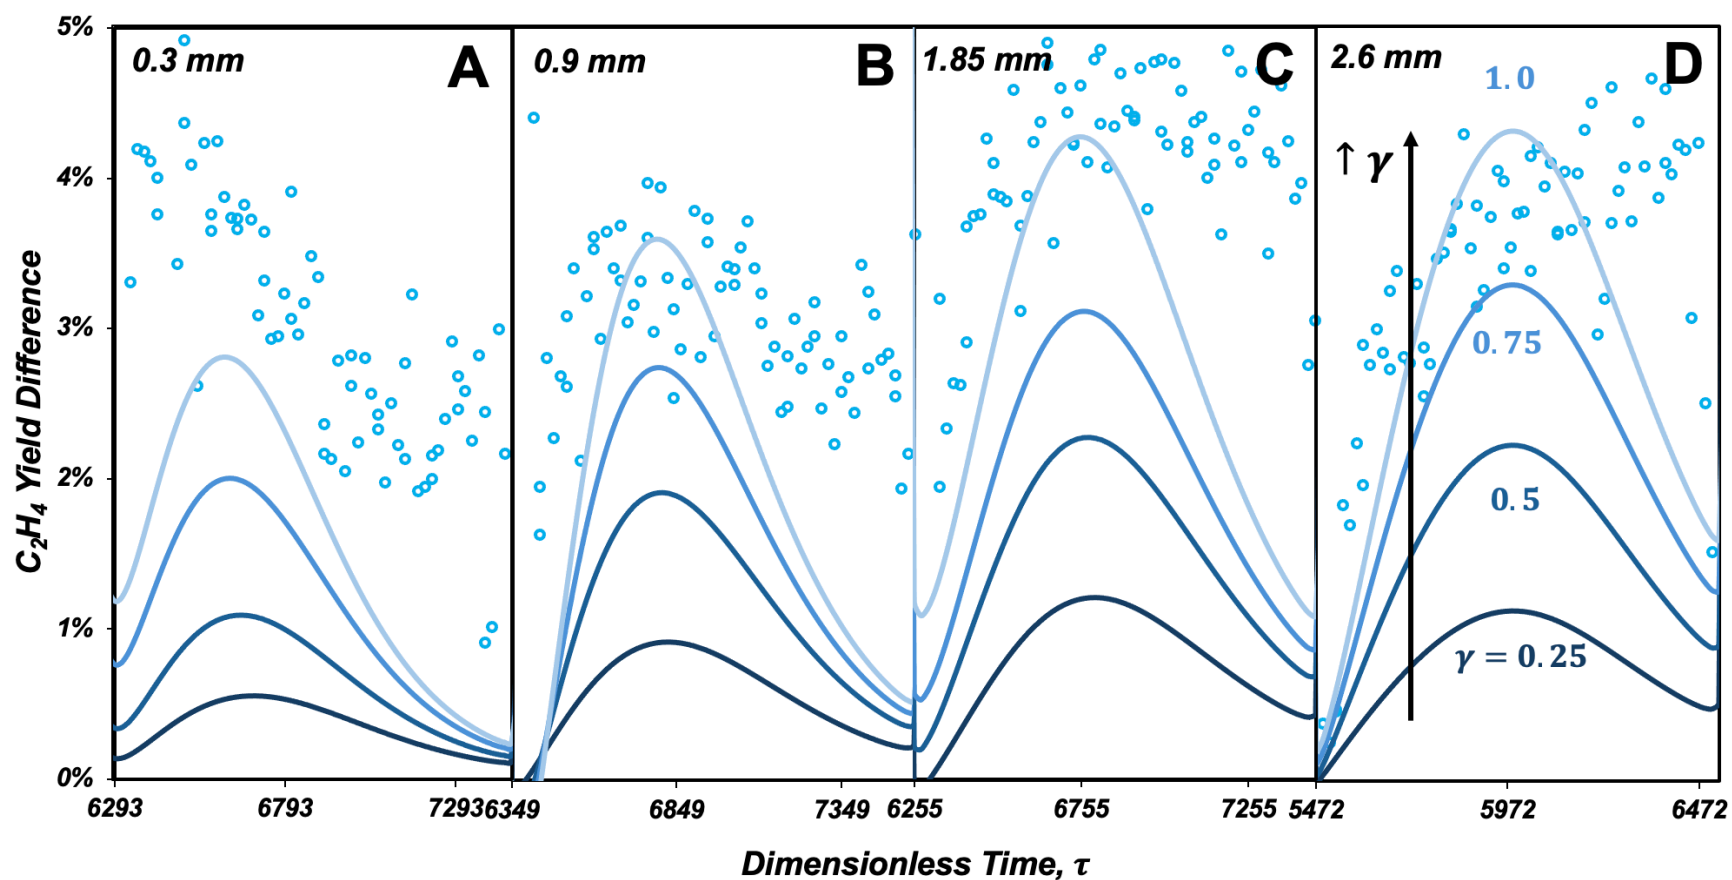 5%
4%
3%
2%
1%
0%
C₂H₄ Yield Difference
0.3 mm
A
0.9 mm
B
1.85 mm
C
2.6 mm
D
1.0
↑ γ
0.75
0.5
γ = 0.25
6293
6793
7293
6349
6849
7349
6255
6755
7255
5472
5972
6472
Dimensionless Time, τ